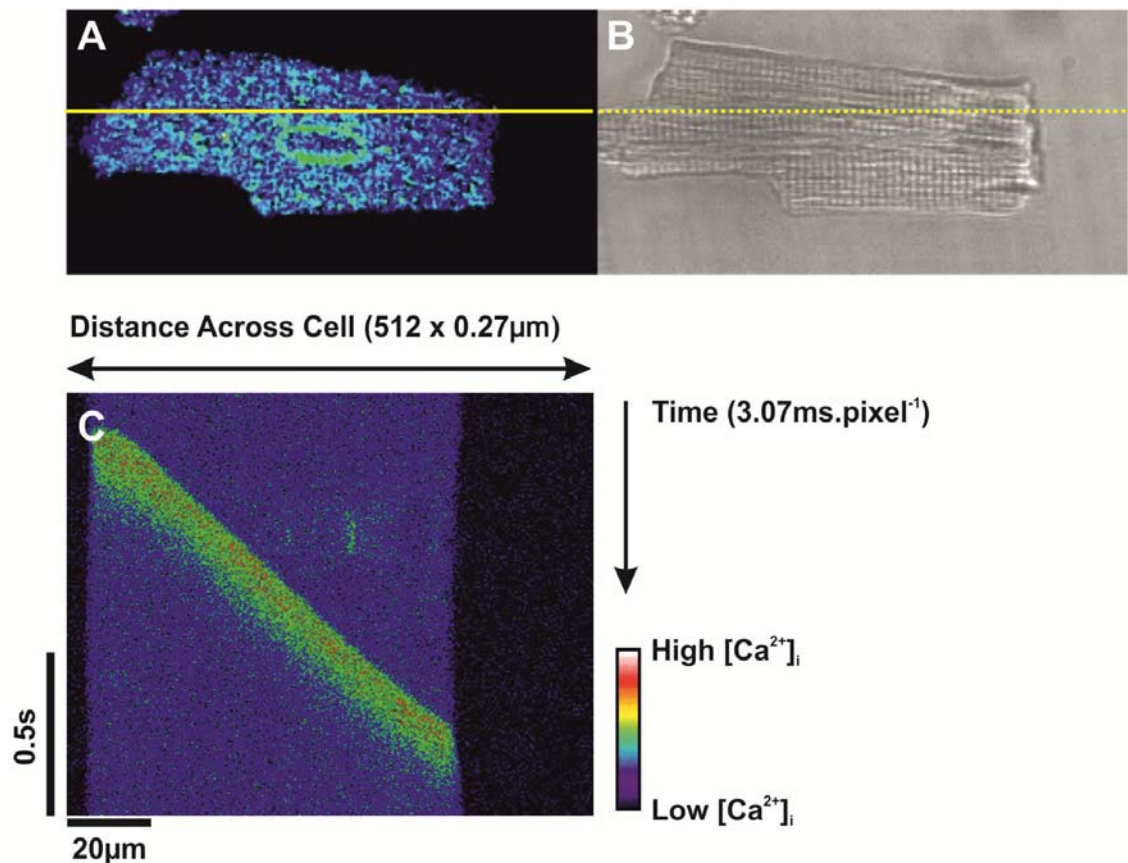 A
B
Distance Across Cell (512 x 0.27µm)
C
Time (3.07ms.pixel⁻¹)
High [Ca²⁺]ᵢ
Low [Ca²⁺]ᵢ
0.5s
20µm